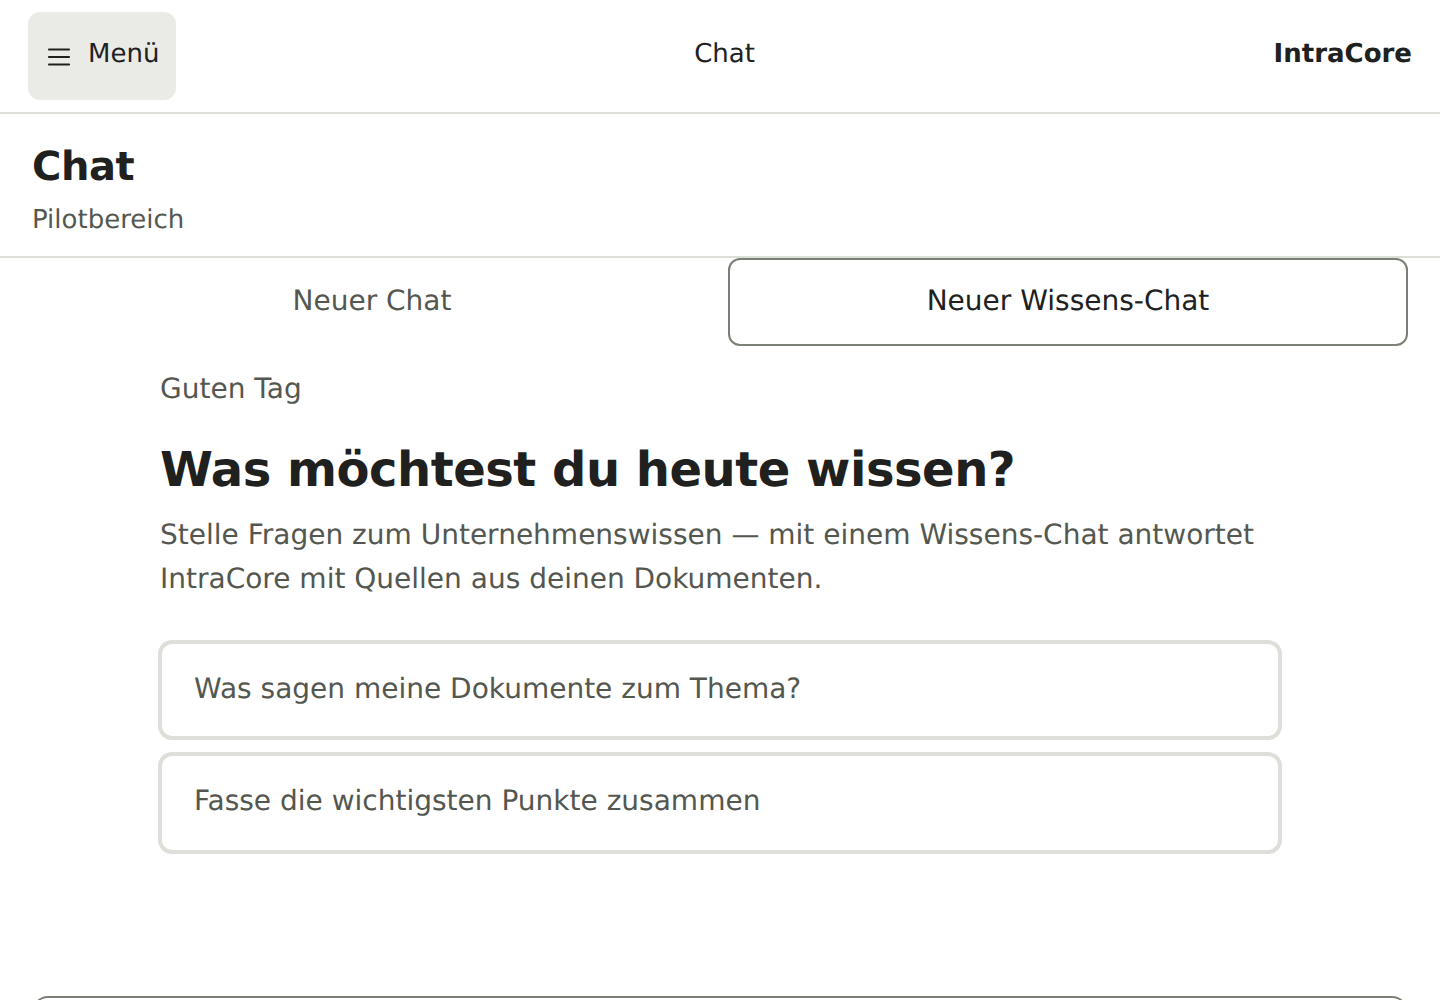 Menü
Chat
IntraCore
Chat
Pilotbereich
Neuer Chat
Neuer Wissens-Chat
Guten Tag
Was möchtest du heute wissen?
Stelle Fragen zum Unternehmenswissen — mit einem Wissens-Chat antwortet
IntraCore mit Quellen aus deinen Dokumenten.
Was sagen meine Dokumente zum Thema?
Fasse die wichtigsten Punkte zusammen